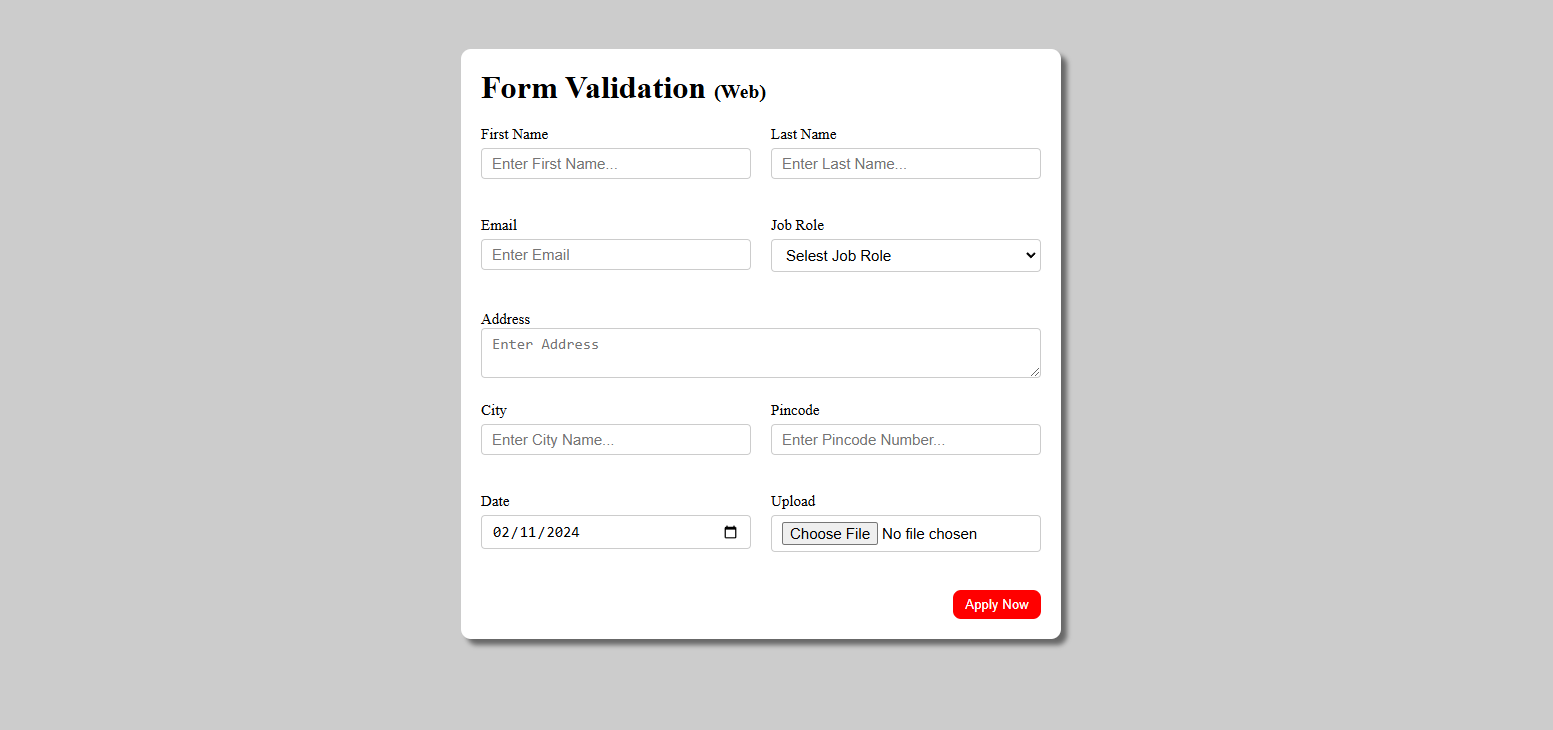 Form Validation (Web)
First Name
Last Name
Enter First Name...
Enter Last Name...
Email
Job Role
Enter Email
Selest Job Role
Address
Enter Address
City
Pincode
Enter City Name...
Enter Pincode Number...
Date
Upload
02/11/2024
Choose File No file chosen
Apply Now